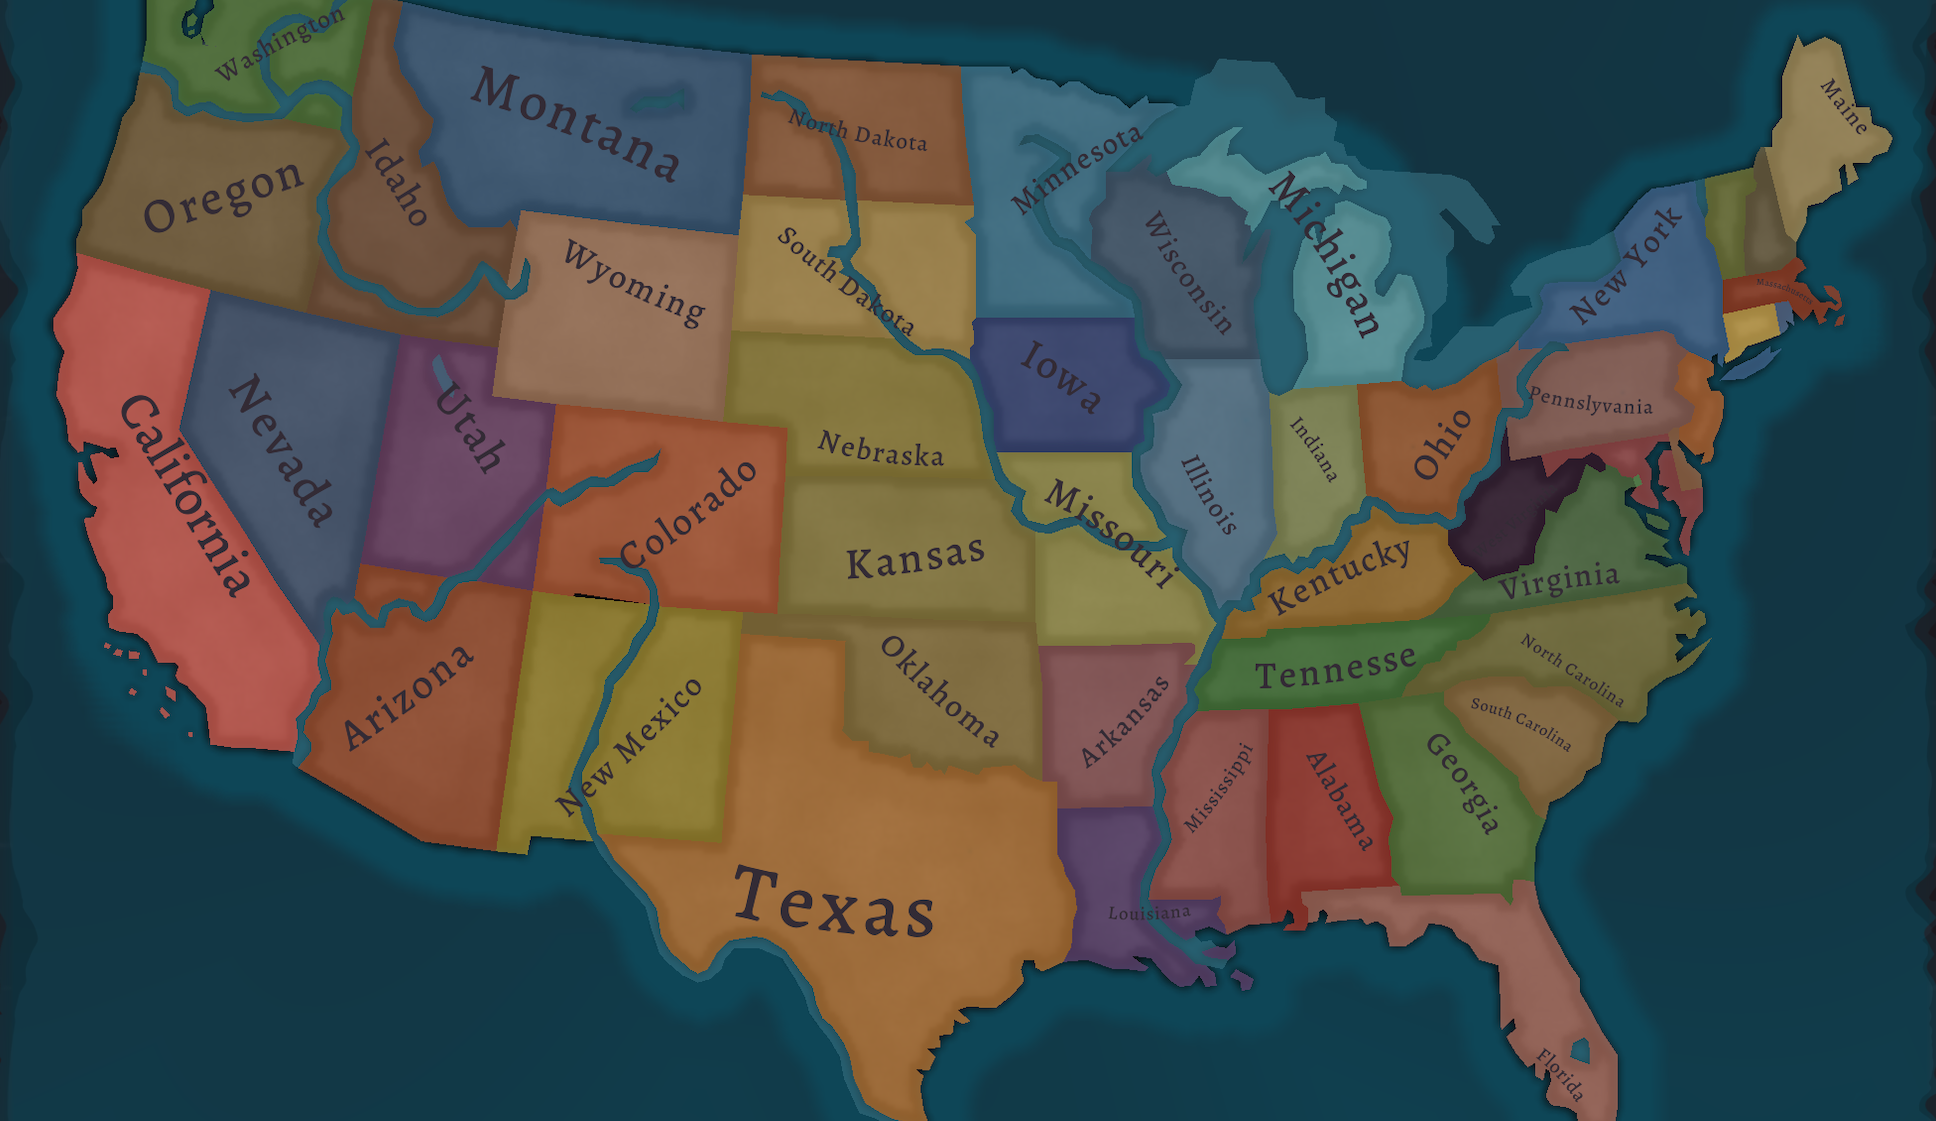 Washington
Montana
North Dakota
Minnesota
Maine
Oregon
Idaho
Wyoming
South Dakota
Wisconsin
Michigan
New York
Massachusetts
California
Nevada
Utah
Colorado
Nebraska
Iowa
Illinois
Indiana
Ohio
Pennslyvania
Kansas
Missouri
Kentucky
Virginia
Arizona
New Mexico
Oklahoma
Arkansas
Tennesse
North Carolina
South Carolina
Mississippi
Alabama
Georgia
Texas
Louisiana
Florida